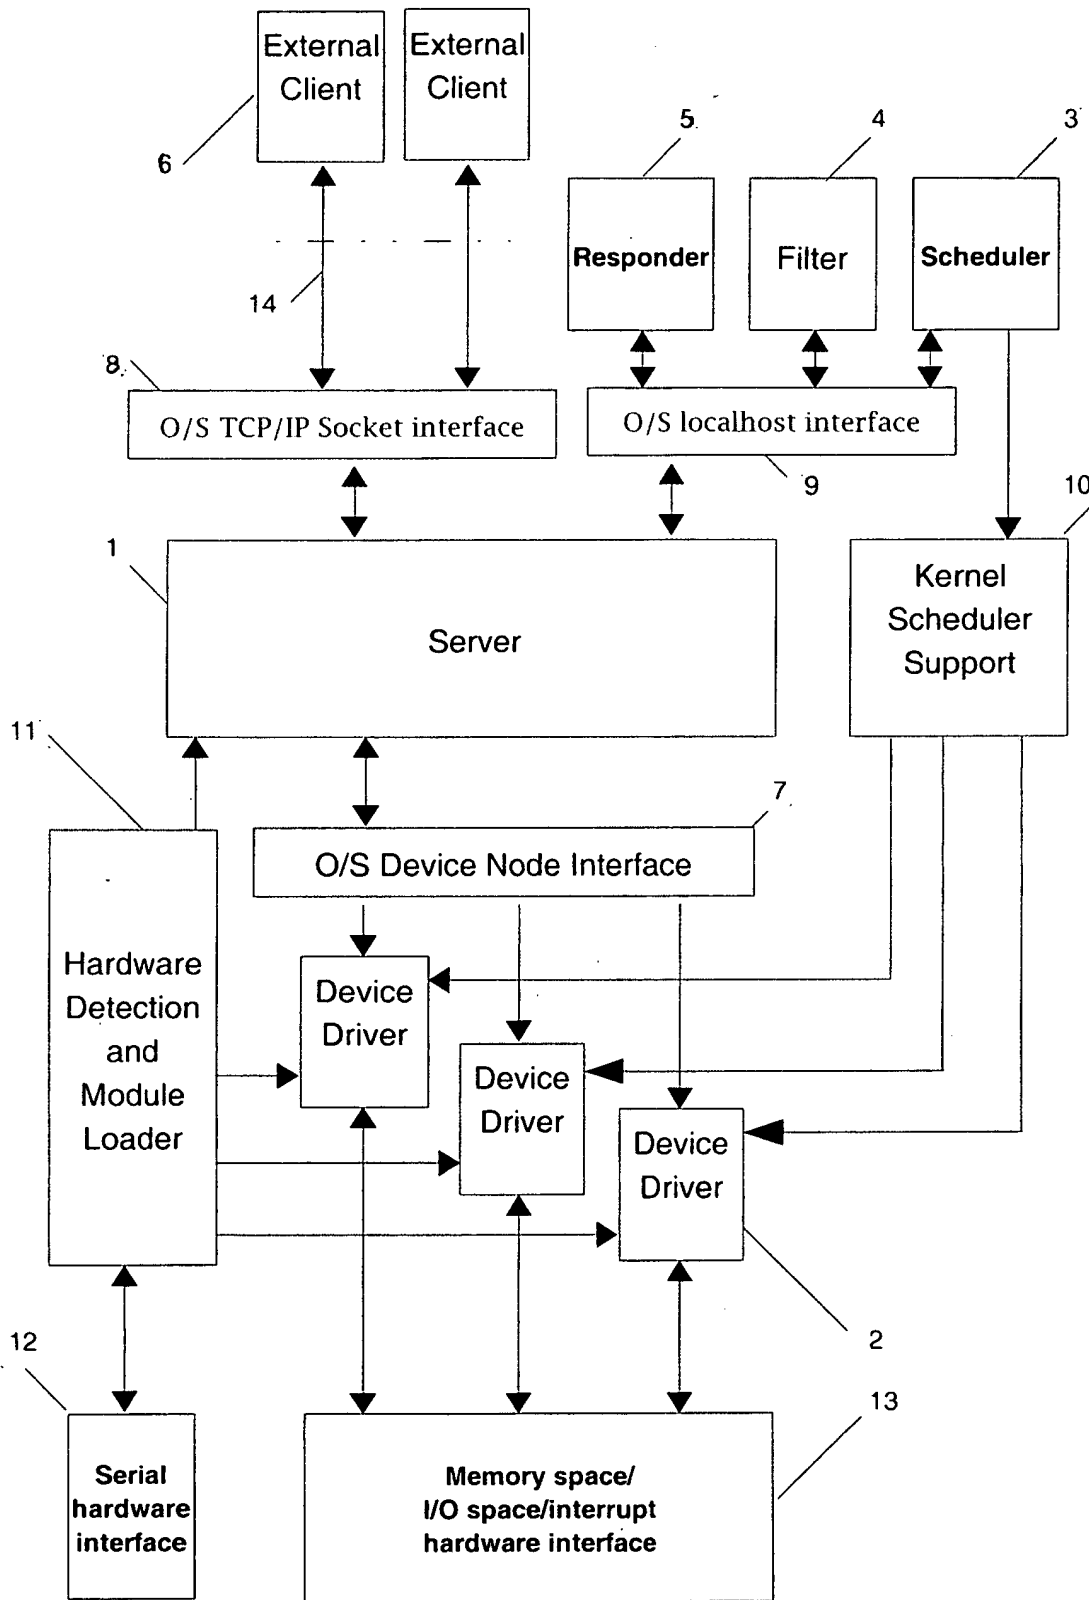 External
Client
External
Client
6
5
4
3
Responder
Filter
Scheduler
14
8
O/S TCP/IP Socket interface
O/S localhost interface
9
10
1
Server
Kernel
Scheduler
Support
11
7
O/S Device Node Interface
Hardware
Detection
and
Module
Loader
Device
Driver
Device
Driver
Device
Driver
2
12
13
Serial
hardware
interface
Memory space/
I/O space/interrupt
hardware interface